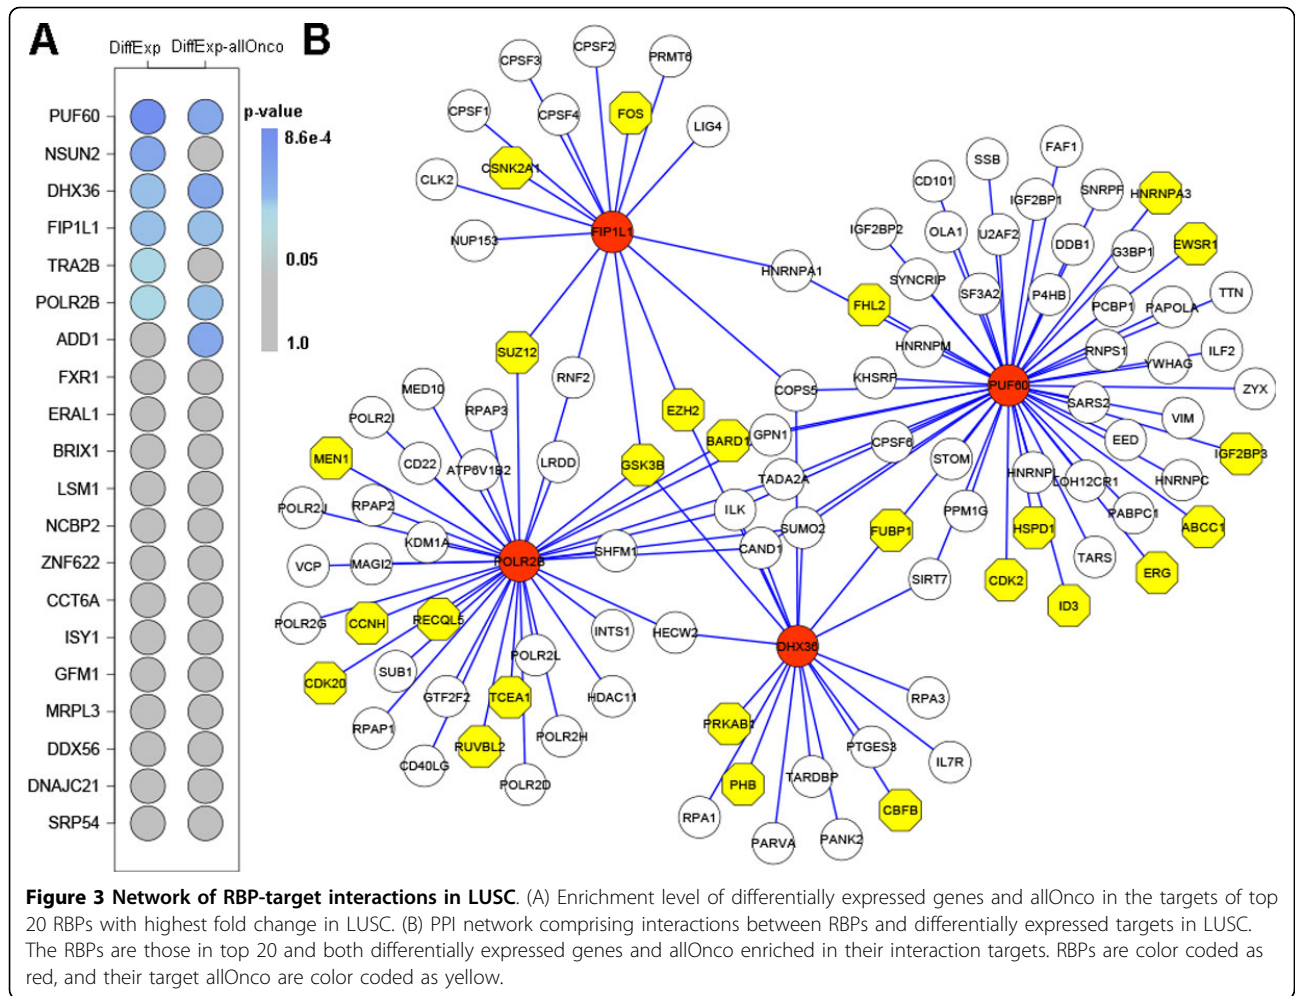 A
DiffExp DiffExp-allOnco
B
PUF60
NSUN2
DHX36
FIP1L1
TRA2B
POLR2B
ADD1
FXR1
ERAL1
BRIX1
LSM1
NCBP2
ZNF622
CCT6A
ISY1
GFM1
MRPL3
DDX56
DNAJC21
SRP54
p-value
8.6e-4
0.05
1.0
CPSF3
CPSF2
PRMT6
CPSF1
CPSF4
FOS
LIG4
CLK2
CSNK2A1
NUP153
FIP1L1
HNRNPA1
SUZ12
RNF2
COPS5
EZH2
BARD1
GSK3B
GPN1
TADA2A
ILK
SUMO2
CAND1
CPSF6
KHSRP
HNRNPM
FHL2
SYNCRIP
IGF2BP2
OLA1
CD101
SSB
U2AF2
IGF2BP1
FAF1
SNRPF
HNRNPA3
DDB1
G3BP1
EWSR1
SF3A2
P4HB
PCBP1
PAPOLA
TTN
RNPS1
YWHAG
ILF2
PUF60
ZYX
SARS2
VIM
EED
IGF2BP3
HNRNPC
STOM
HNRNPL
LOH12CR1
PABPC1
ABCC1
PPM1G
HSPD1
FUBP1
TARS
ERG
SIRT7
CDK2
ID3
MED10
POLR2I
RPAP3
MEN1
CD22
ATP6V1B2
LRDD
POLR2J
RPAP2
KDM1A
VCP
MAGI2
POLR2B
SHFM1
POLR2G
CCNH
RECQL5
INTS1
HECW2
CDK20
SUB1
POLR2L
GTF2F2
TCEA1
HDAC11
RPAP1
RUVBL2
POLR2H
CD40LG
POLR2D
DHX36
RPA3
PRKAB1
PTGES3
IL7R
PHB
TARDBP
CBFB
RPA1
PARVA
PANK2
Figure 3 Network of RBP-target interactions in LUSC. (A) Enrichment level of differentially expressed genes and allOnco in the targets of top
20 RBPs with highest fold change in LUSC. (B) PPI network comprising interactions between RBPs and differentially expressed targets in LUSC.
The RBPs are those in top 20 and both differentially expressed genes and allOnco enriched in their interaction targets. RBPs are color coded as
red, and their target allOnco are color coded as yellow.